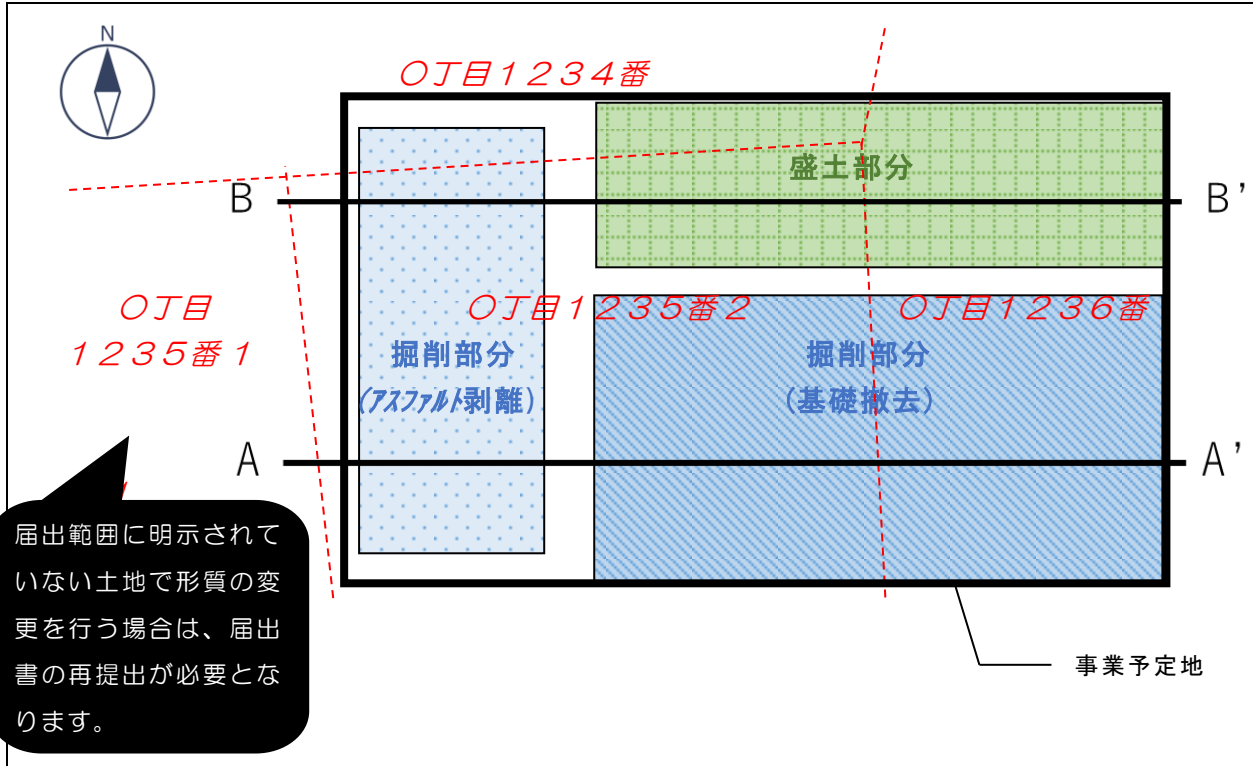 N
〇丁目1234番
盛土部分
B
B’
〇丁目
1235番1
〇丁目1235番2
〇丁目1236番
掘削部分
(アスファルト剥離)
掘削部分
(基礎撤去)
A
A’
届出範囲に明示されて
いない土地で形質の変
更を行う場合は、届出
書の再提出が必要とな
ります。
事業予定地